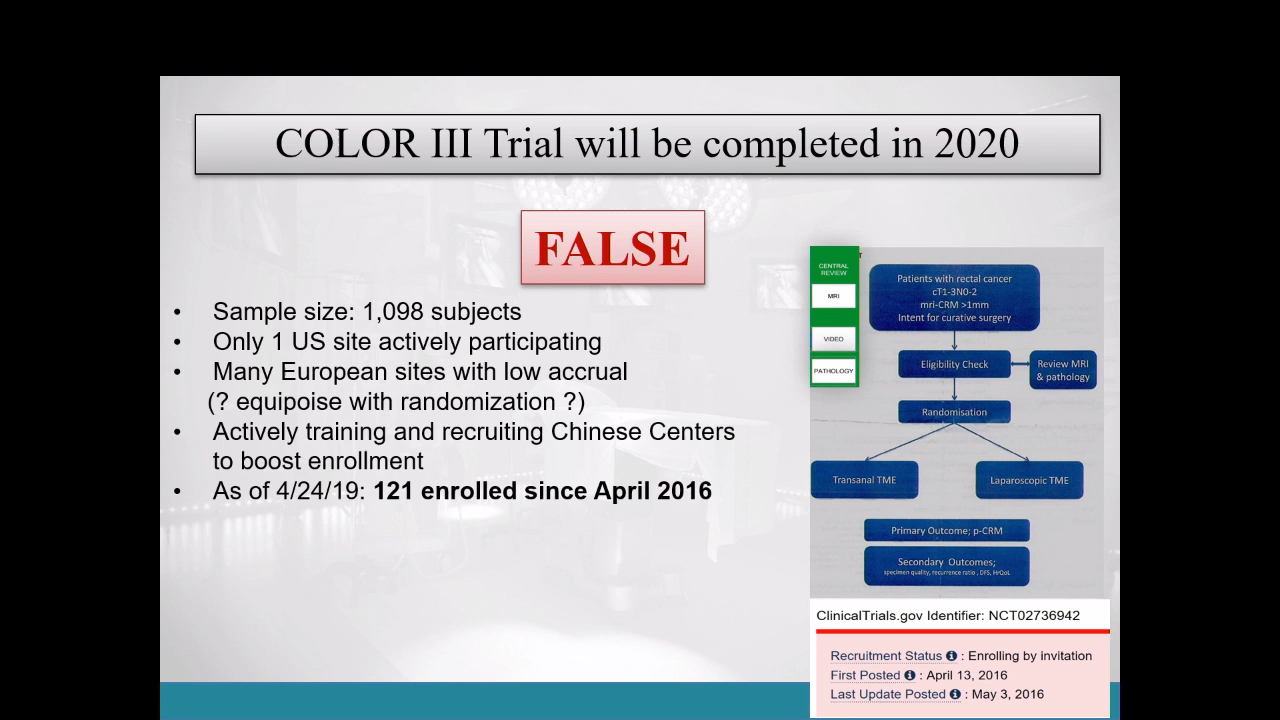 COLOR III Trial will be completed in 2020
FALSE
• Sample size: 1,098 subjects
• Only 1 US site actively participating
• Many European sites with low accrual
(? equipoise with randomization ?)
• Actively training and recruiting Chinese Centers
to boost enrollment
• As of 4/24/19: 121 enrolled since April 2016
CENTRAL
REVIEW
MRI
VIDEO
PATHOLOGY
Patients with rectal cancer
cT1-3N0-2
mri-CRM >1mm
Intent for curative surgery
Eligibility Check
Review MRI
& pathology
Randomisation
Transanal TME
Laparoscopic TME
Primary Outcome; p-CRM
Secondary Outcomes;
specimen quality, recurrence ratio , DFS, HrQoL
ClinicalTrials.gov Identifier: NCT02736942
Recruitment Status : Enrolling by invitation
First Posted : April 13, 2016
Last Update Posted : May 3, 2016